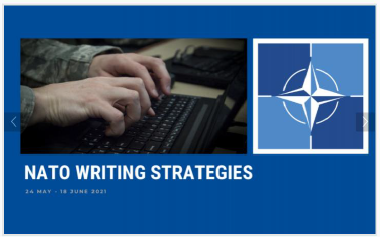 NATO WRITING STRATEGIES
24 MAY - 18 JUNE 2021